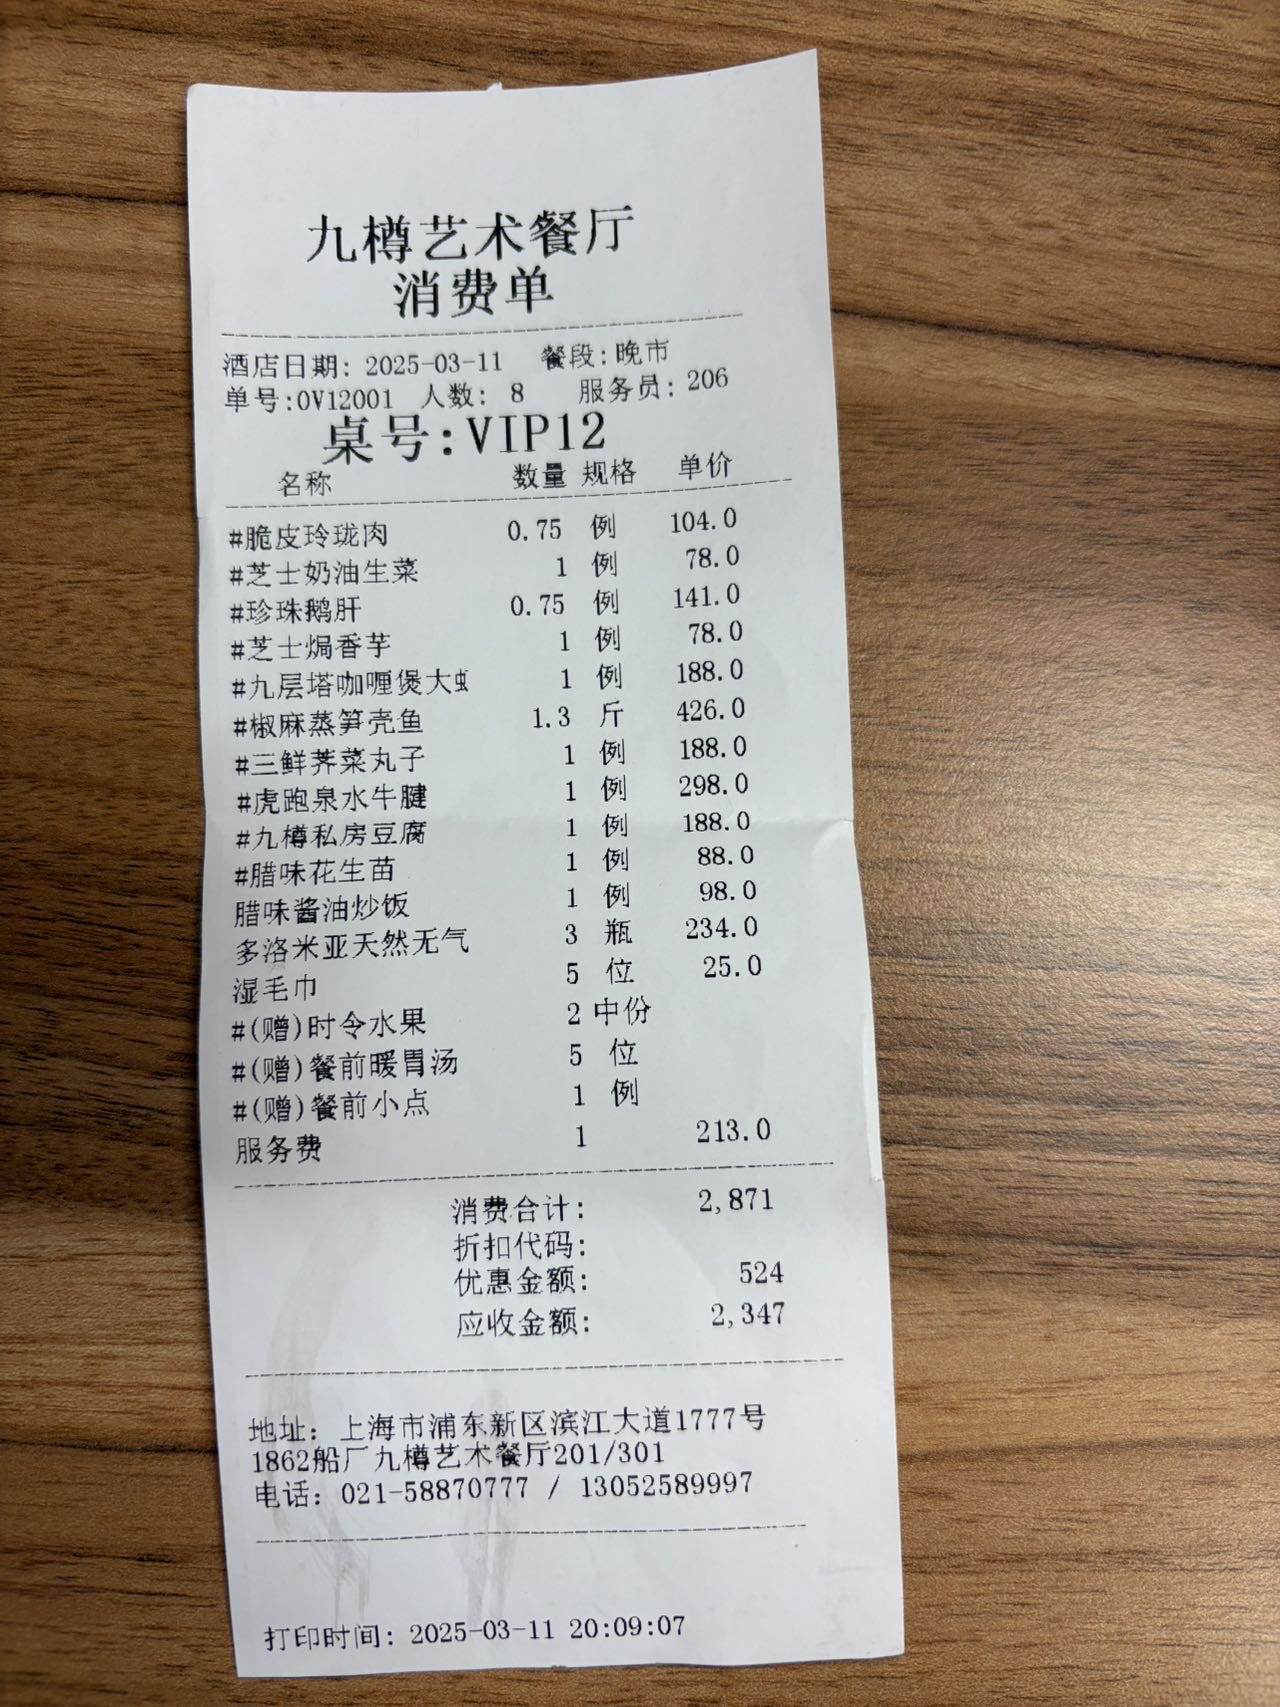 九樽艺术餐厅
消费单
酒店日期: 2025-03-11 餐段:晚市
单号:0V12001 人数: 8 服务员: 206
桌号:VIP12
名称 数量 规格 单价
#脆皮玲珑肉 0.75 例 104.0
#芝士奶油生菜 1 例 78.0
#珍珠鹅肝 0.75 例 141.0
#芝士焗香芋 1 例 78.0
#九层塔咖喱煲大 1 例 188.0
#椒麻蒸笋壳鱼 1.3 斤 426.0
#三鲜荠菜丸子 1 例 188.0
#虎跑泉水牛腱 1 例 298.0
#九樽私房豆腐 1 例 188.0
#腊味花生苗 1 例 88.0
腊味酱油炒饭 1 例 98.0
多洛米亚天然无气 3 瓶 234.0
湿毛巾 5 位 25.0
#(赠)时令水果 2 中份
#(赠)餐前暖胃汤 5 位
#(赠)餐前小点 1 例
服务费 1 213.0
消费合计: 2,871
折扣代码:
优惠金额: 524
应收金额: 2,347
地址: 上海市浦东新区滨江大道1777号
1862船厂九樽艺术餐厅201/301
电话: 021-58870777 / 13052589997
打印时间: 2025-03-11 20:09:07